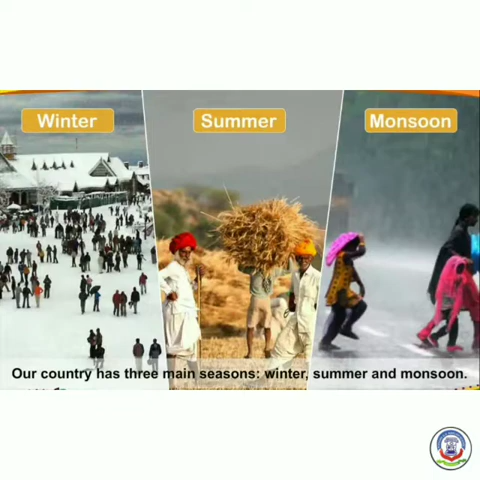 Winter
Summer
Monsoon
Our country has three main seasons: winter, summer and monsoon.